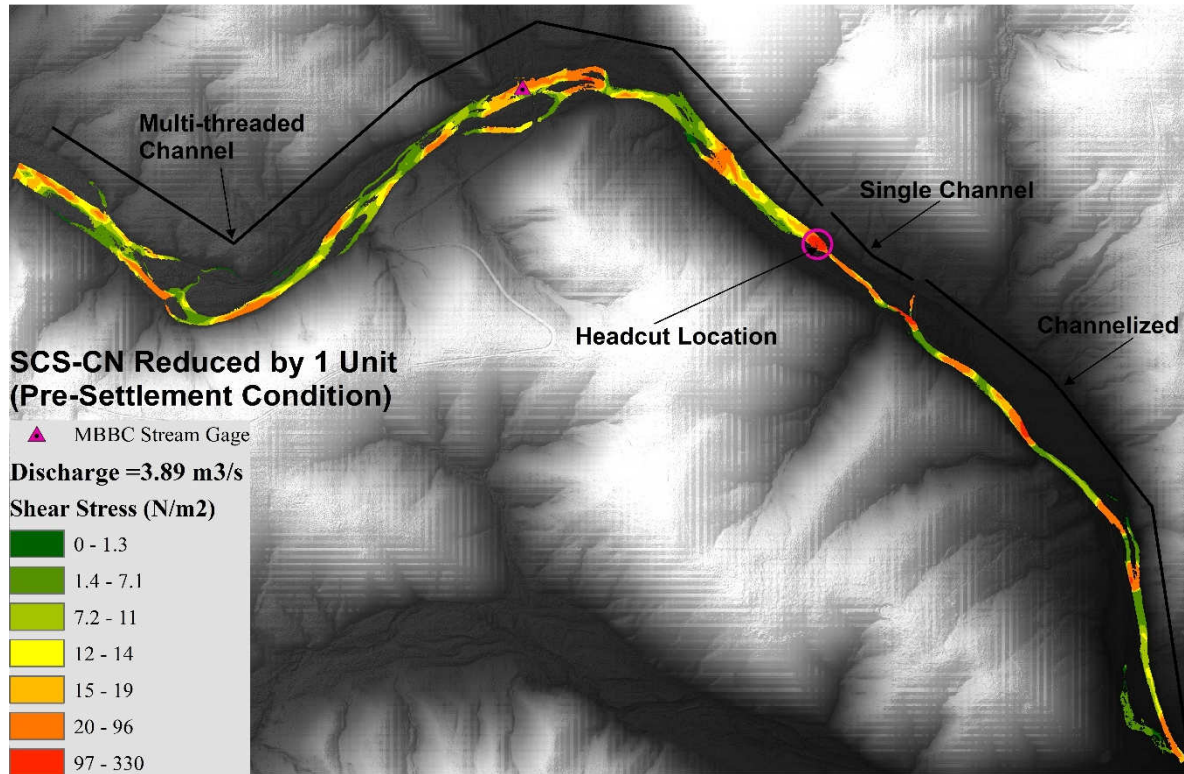 Multi-threaded
Channel
Single Channel
Headcut Location
Channelized
SCS-CN Reduced by 1 Unit
(Pre-Settlement Condition)
MBBC Stream Gage
Discharge =3.89 m3/s
Shear Stress (N/m2)
0 - 1.3
1.4 - 7.1
7.2 - 11
12 - 14
15 - 19
20 - 96
97 - 330